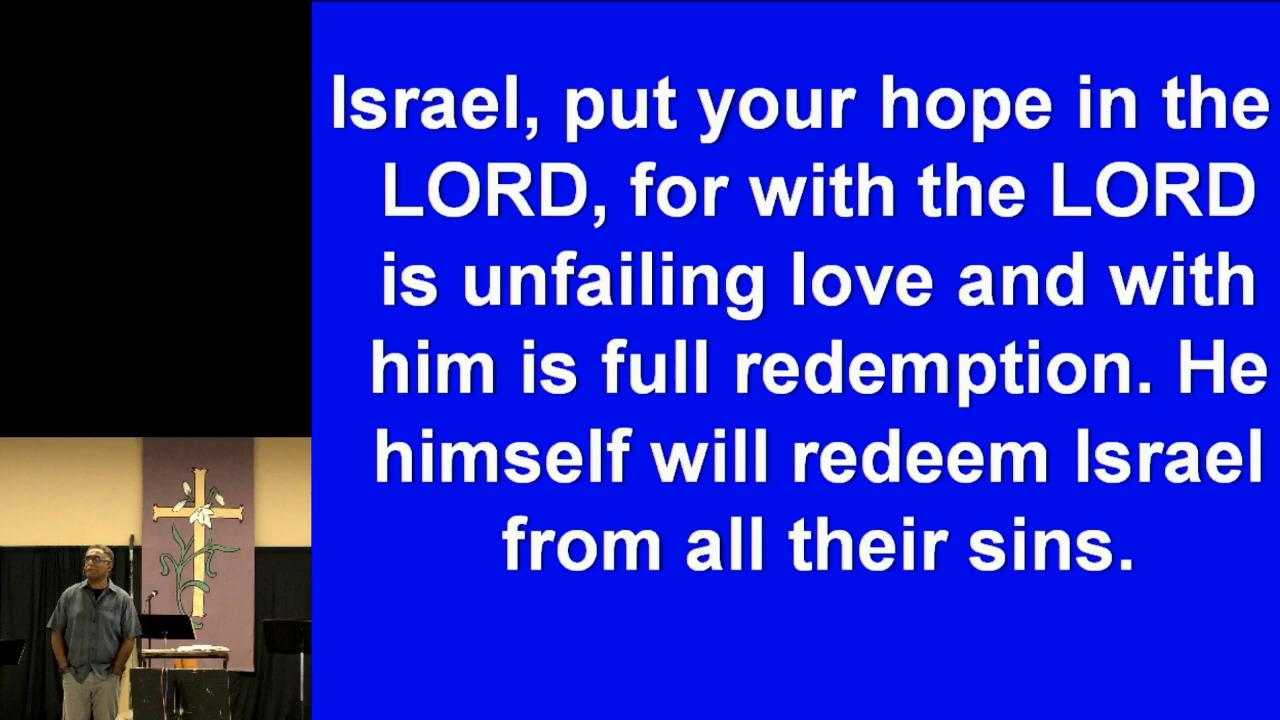 Israel, put your hope in the
LORD, for with the LORD
is unfailing love and with
him is full redemption. He
himself will redeem Israel
from all their sins.